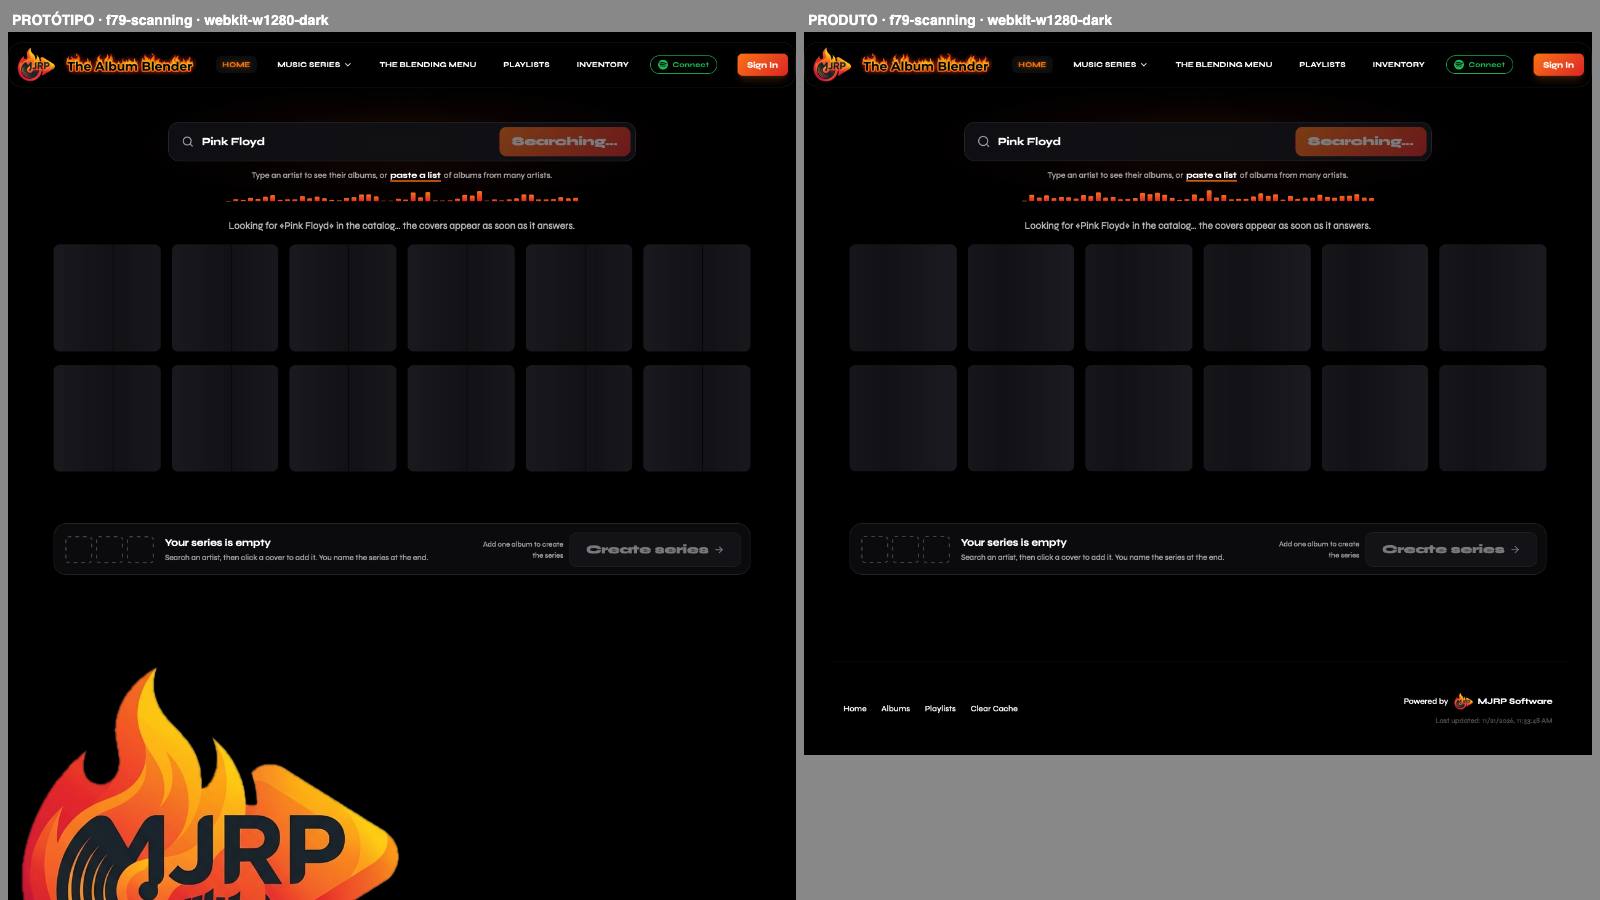 PROTÓTIPO · f79-scanning · webkit-w1280-dark
MJRP The Album Blender HOME MUSIC SERIES THE BLENDING MENU PLAYLISTS INVENTORY Connect Sign In
Pink Floyd Searching...
Type an artist to see their albums, or paste a list of albums from many artists.
Looking for «Pink Floyd» in the catalog... the covers appear as soon as it answers.
Your series is empty
Search an artist, then click a cover to add it. You name the series at the end.
Add one album to create
the series
Create series →
MJRP
PRODUTO · f79-scanning · webkit-w1280-dark
MJRP The Album Blender HOME MUSIC SERIES THE BLENDING MENU PLAYLISTS INVENTORY Connect Sign In
Pink Floyd Searching...
Type an artist to see their albums, or paste a list of albums from many artists.
Looking for «Pink Floyd» in the catalog... the covers appear as soon as it answers.
Your series is empty
Search an artist, then click a cover to add it. You name the series at the end.
Add one album to create
the series
Create series →
Home Albums Playlists Clear Cache
Powered by MJRP Software
Last updated: